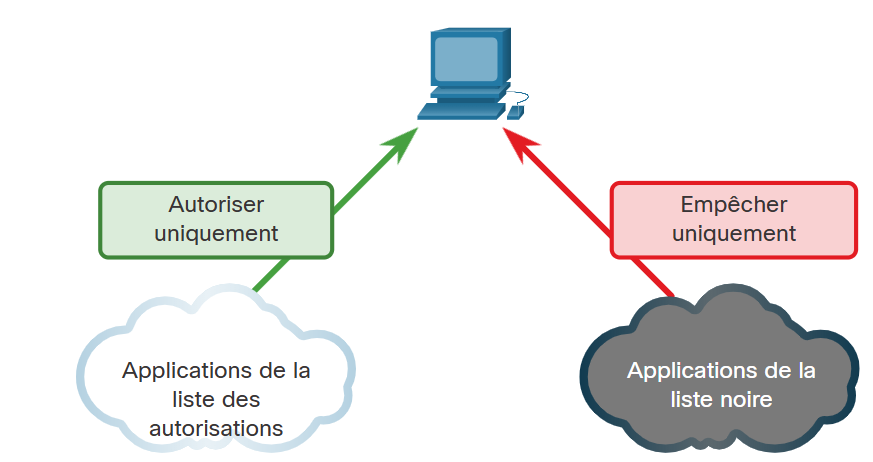 Autoriser
uniquement
Empêcher
uniquement
Applications de la
liste des
autorisations
Applications de la
liste noire